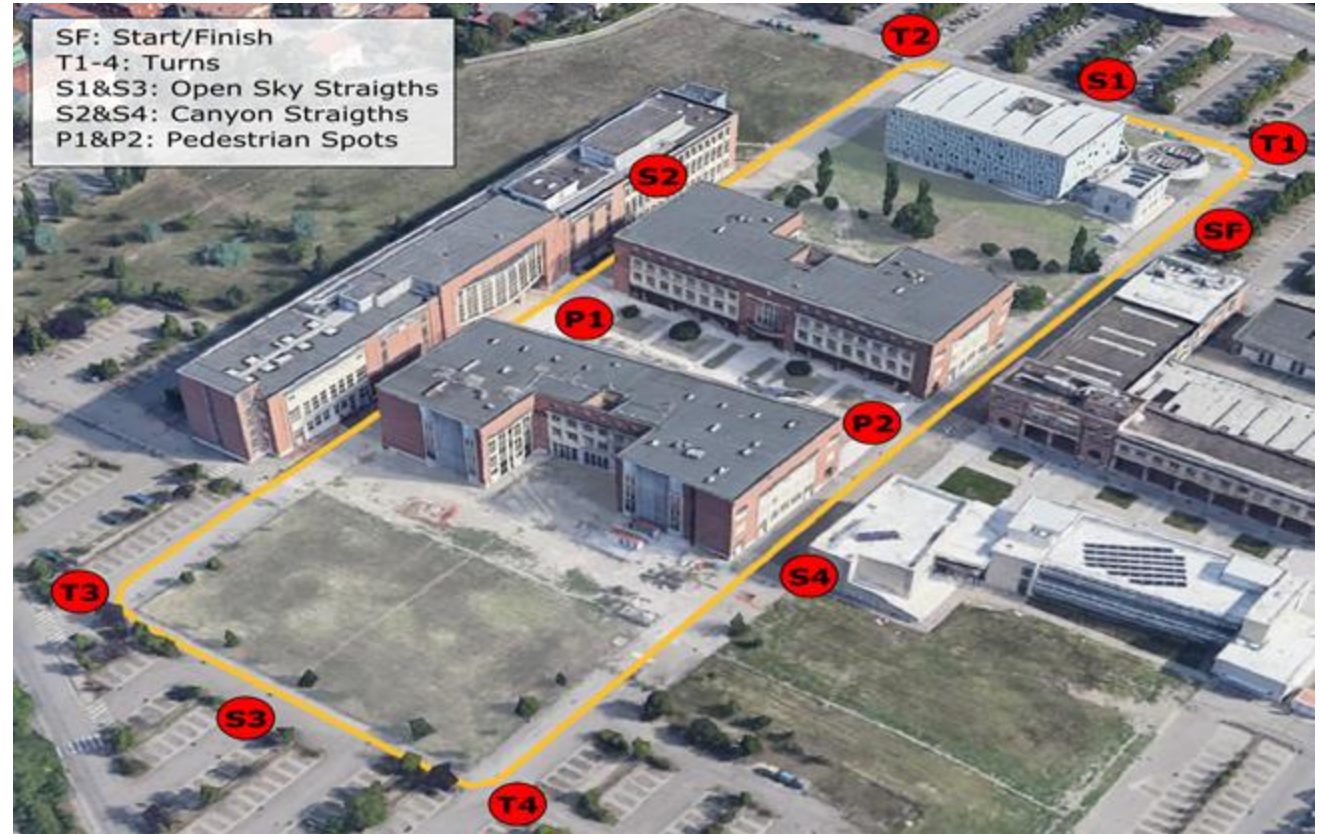 SF: Start/Finish
T1-4: Turns
S1&S3: Open Sky Straigths
S2&S4: Canyon Straigths
P1&P2: Pedestrian Spots
T2
S1
T1
S2
SF
P1
P2
S4
T3
S3
T4